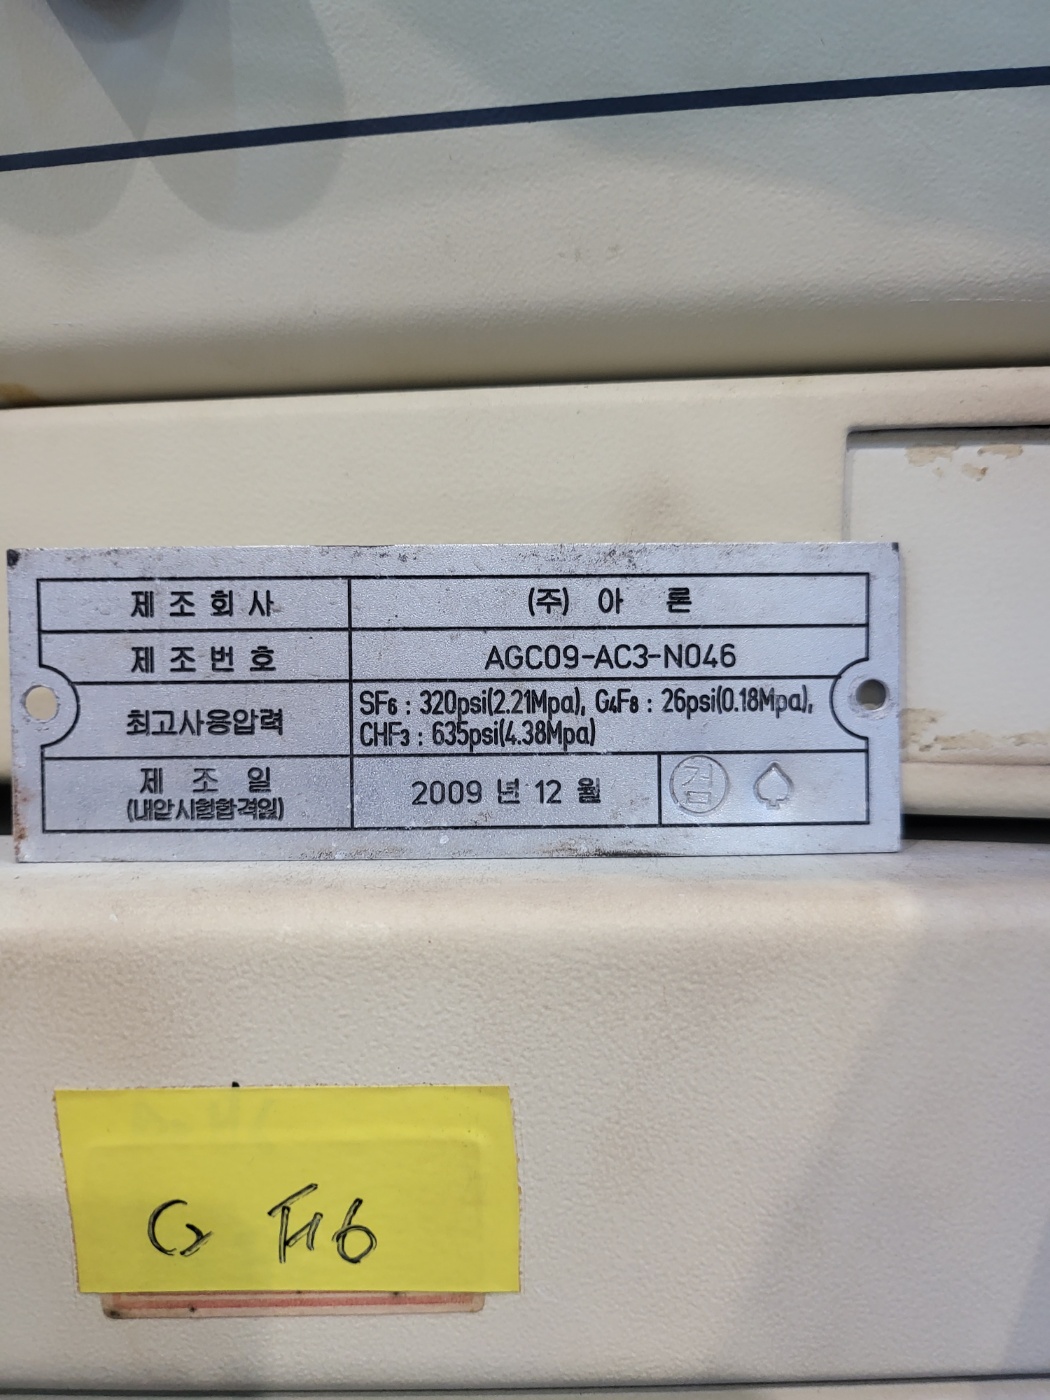 제 조 회 사 (주) 아 론
제 조 번 호 AGC09-AC3-N046
최고사용압력 SF6 : 320psi(2.21Mpa), G4F8 : 26psi(0.18Mpa),
CHF3 : 635psi(4.38Mpa)
제 조 일 2009 년 12 월 검
(내압시험합격일)